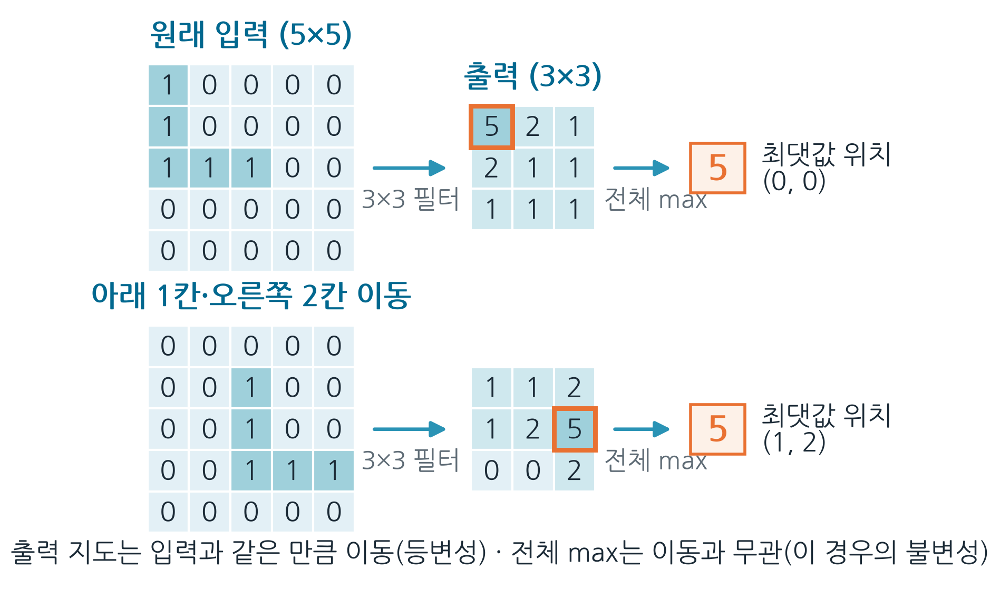 원래 입력 (5×5)
1 0 0 0 0
1 0 0 0 0
1 1 1 0 0
0 0 0 0 0
0 0 0 0 0
3×3 필터
출력 (3×3)
5 2 1
2 1 1
1 1 1
전체 max
5
최댓값 위치
(0, 0)
아래 1칸·오른쪽 2칸 이동
0 0 0 0 0
0 0 1 0 0
0 0 1 0 0
0 0 1 1 1
0 0 0 0 0
3×3 필터
1 1 2
1 2 5
0 0 2
전체 max
5
최댓값 위치
(1, 2)
출력 지도는 입력과 같은 만큼 이동(등변성) · 전체 max는 이동과 무관(이 경우의 불변성)